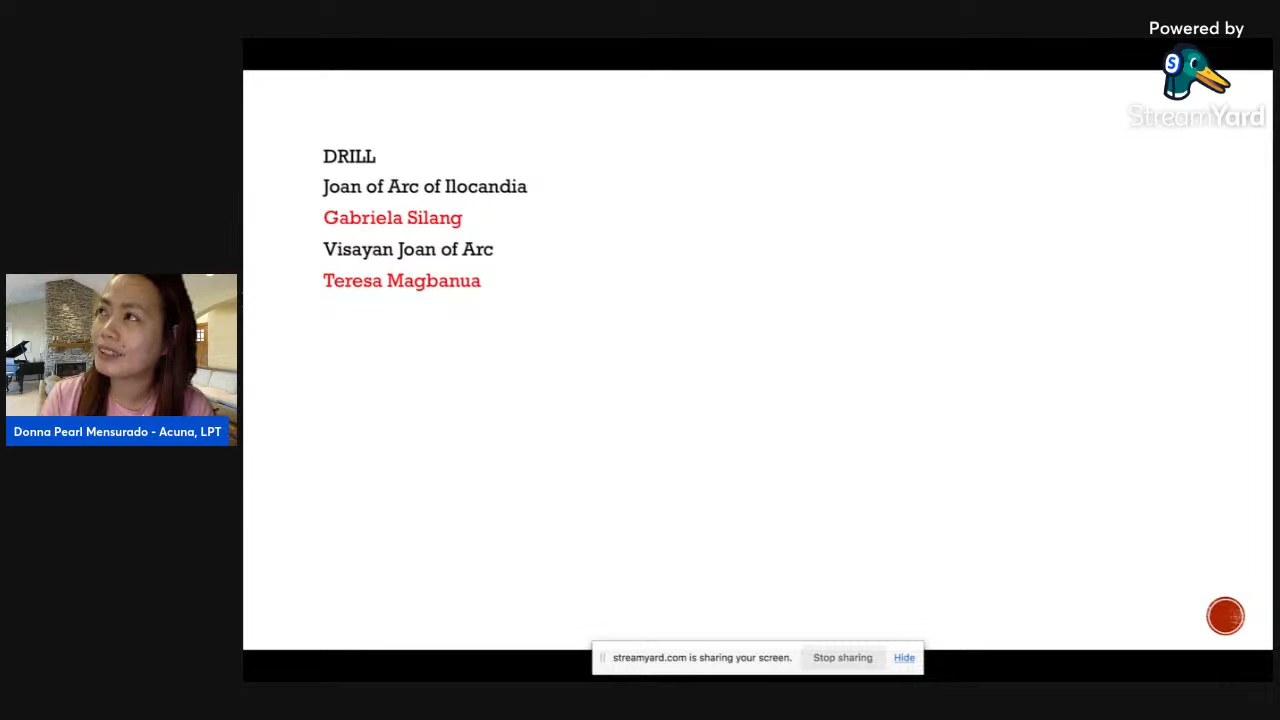 Powered by
S
StreamYard
DRILL
Joan of Arc of Ilocandia
Gabriela Silang
Visayan Joan of Arc
Teresa Magbanua
Donna Pearl Mensurado - Acuna, LPT
streamyard.com is sharing your screen.
Stop sharing
Hide